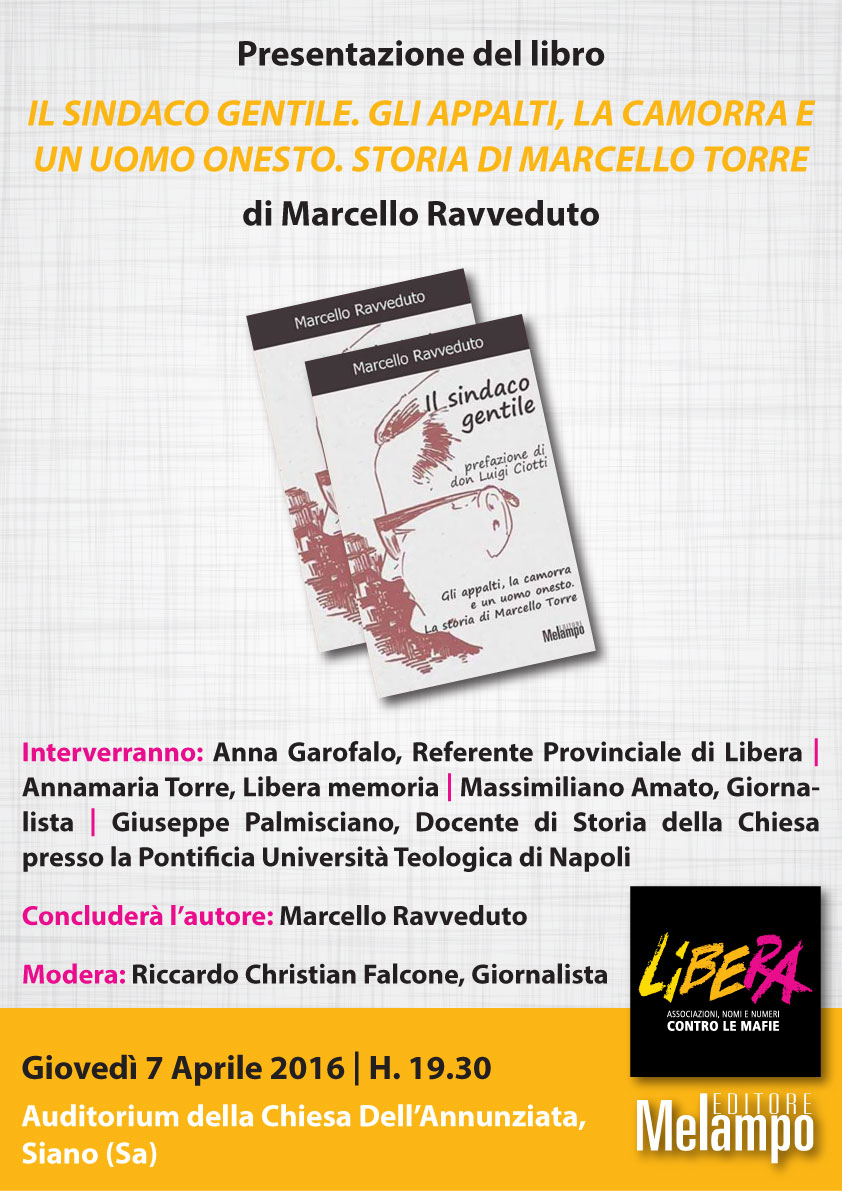 Presentazione del libro
IL SINDACO GENTILE. GLI APPALTI, LA CAMORRA E
UN UOMO ONESTO. STORIA DI MARCELLO TORRE
di Marcello Ravveduto
Marcello Ravveduto
Marcello Ravveduto
Il sindaco
gentile
prefazione di
don Luigi Ciotti
Gli appalti, la camorra
e un uomo onesto.
La storia di Marcello Torre
Melampo EDITORE
Interverranno: Anna Garofalo, Referente Provinciale di Libera |
Annamaria Torre, Libera memoria | Massimiliano Amato, Giorna-
lista | Giuseppe Palmisciano, Docente di Storia della Chiesa
presso la Pontificia Università Teologica di Napoli
Concluderà l'autore: Marcello Ravveduto
Modera: Riccardo Christian Falcone, Giornalista
LIBERA
ASSOCIAZIONI, NOMI E NUMERI
CONTRO LE MAFIE
Giovedì 7 Aprile 2016 | H. 19.30
Auditorium della Chiesa Dell'Annunziata,
Siano (Sa)
EDITORE
Melampo